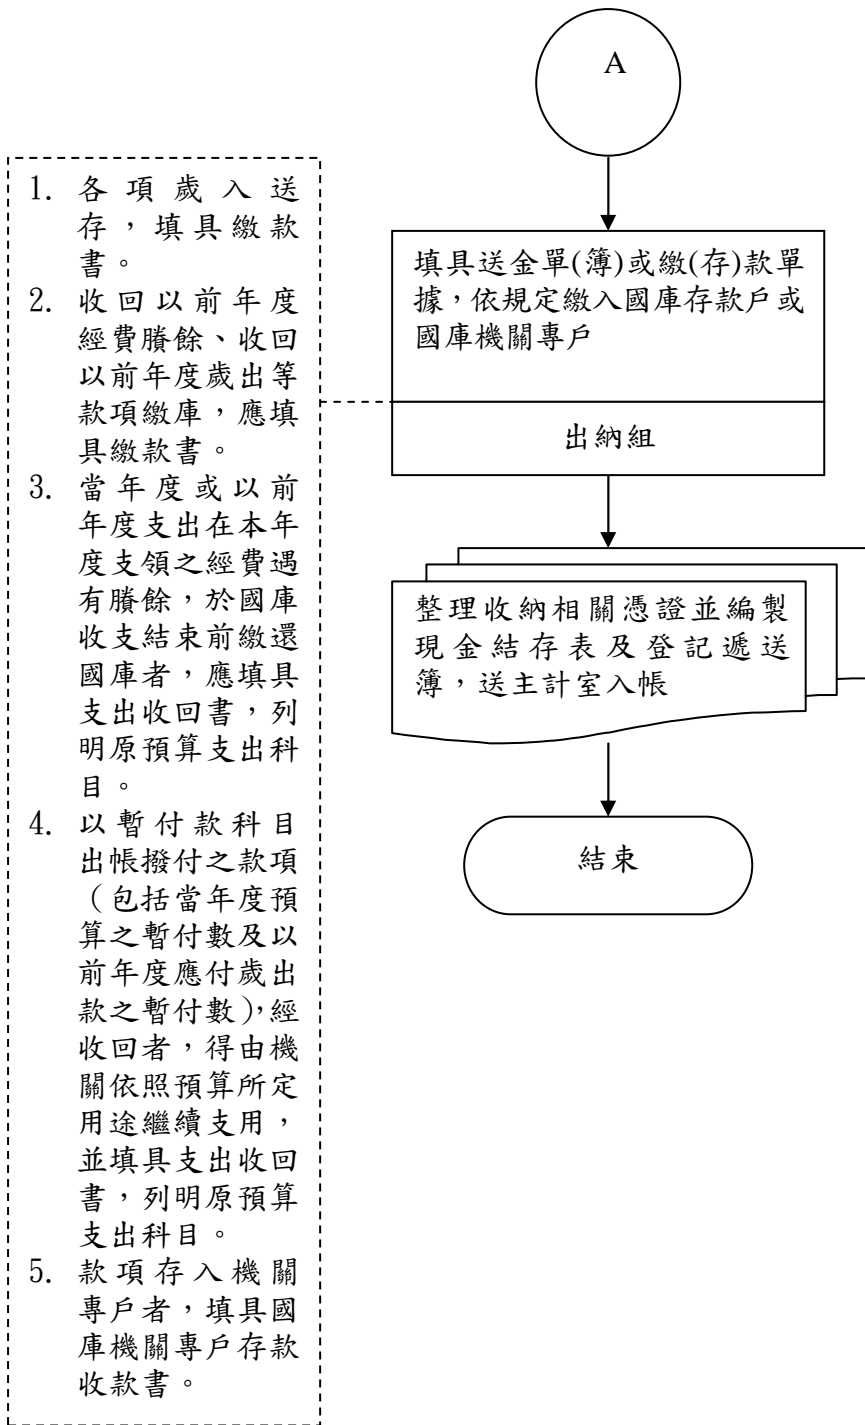 A
填具送金單(簿)或繳(存)款單
據，依規定繳入國庫存款戶或
國庫機關專戶
出納組
整理收納相關憑證並編製
現金結存表及登記遞送
簿，送主計室入帳
結束
1. 各項歲入送
存，填具繳款
書。
2. 收回以前年度
經費賸餘、收回
以前年度歲出等
款項繳庫，應填
具繳款書。
3. 當年度或以前
年度支出在本年
度支領之經費遇
有賸餘，於國庫
收支結束前繳還
國庫者，應填具
支出收回書，列
明原預算支出科
目。
4. 以暫付款科目
出帳撥付之款項
（包括當年度預
算之暫付數及以
前年度應付歲出
款之暫付數），經
收回者，得由機
關依照預算所定
用途繼續支用，
並填具支出收回
書，列明原預算
支出科目。
5. 款項存入機關
專戶者，填具國
庫機關專戶存款
收款書。